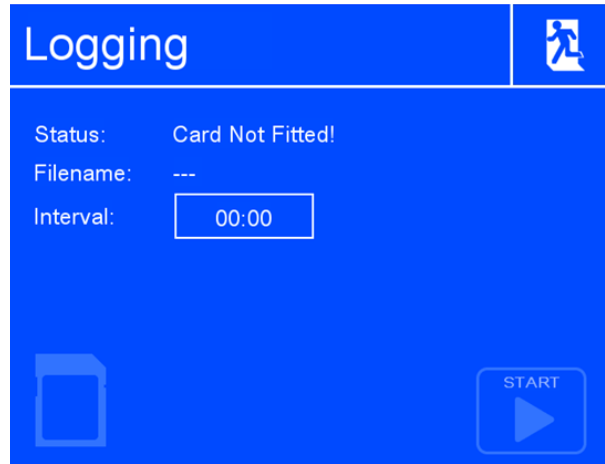 Logging
Status: Card Not Fitted!
Filename: ---
Interval: 00:00
START